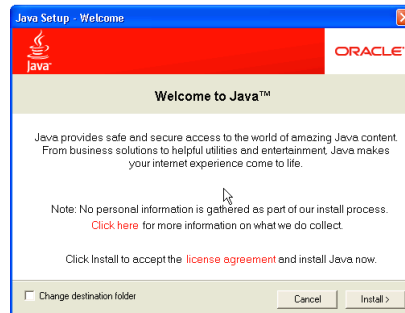 Java Setup - Welcome
Java
ORACLE
Welcome to Java™
Java provides safe and secure access to the world of amazing Java content.
From business solutions to helpful utilities and entertainment, Java makes
your internet experience come to life.
Note: No personal information is gathered as part of our install process.
Click here for more information on what we do collect.
Click Install to accept the license agreement and install Java now.
Change destination folder
Cancel
Install >